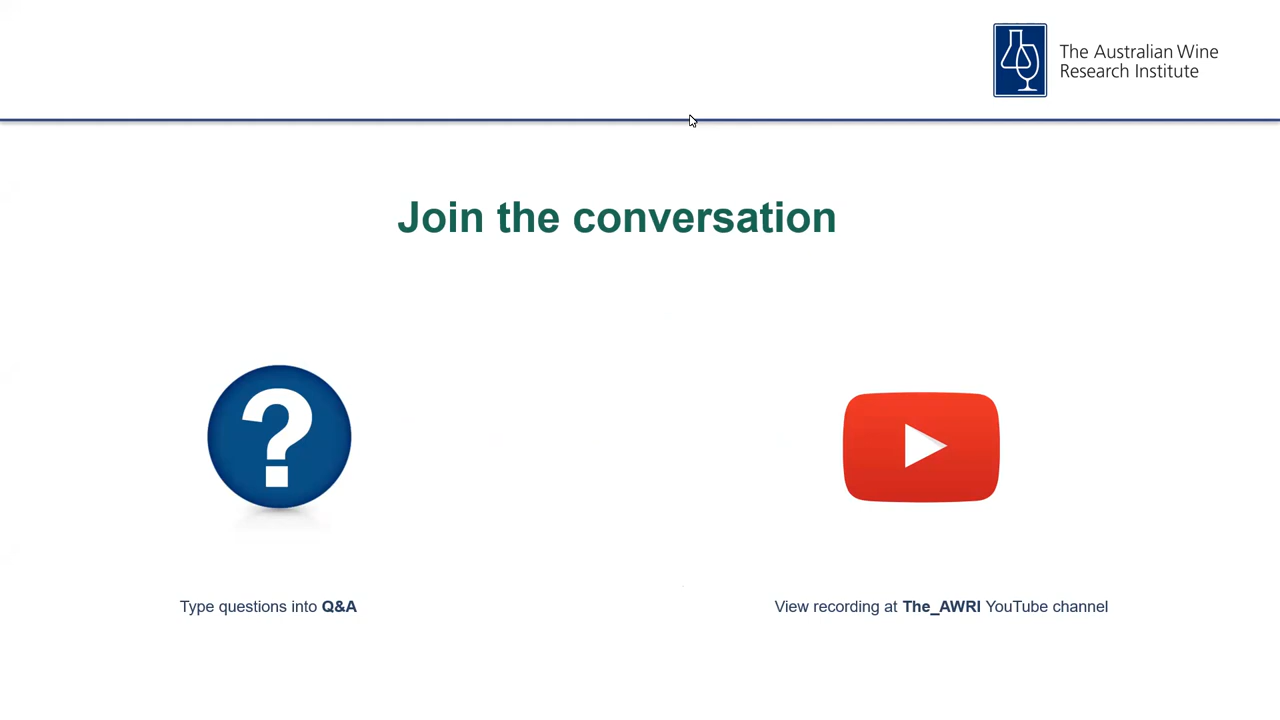 The Australian Wine
Research Institute
Join the conversation
?
Type questions into Q&A
View recording at The_AWRI YouTube channel